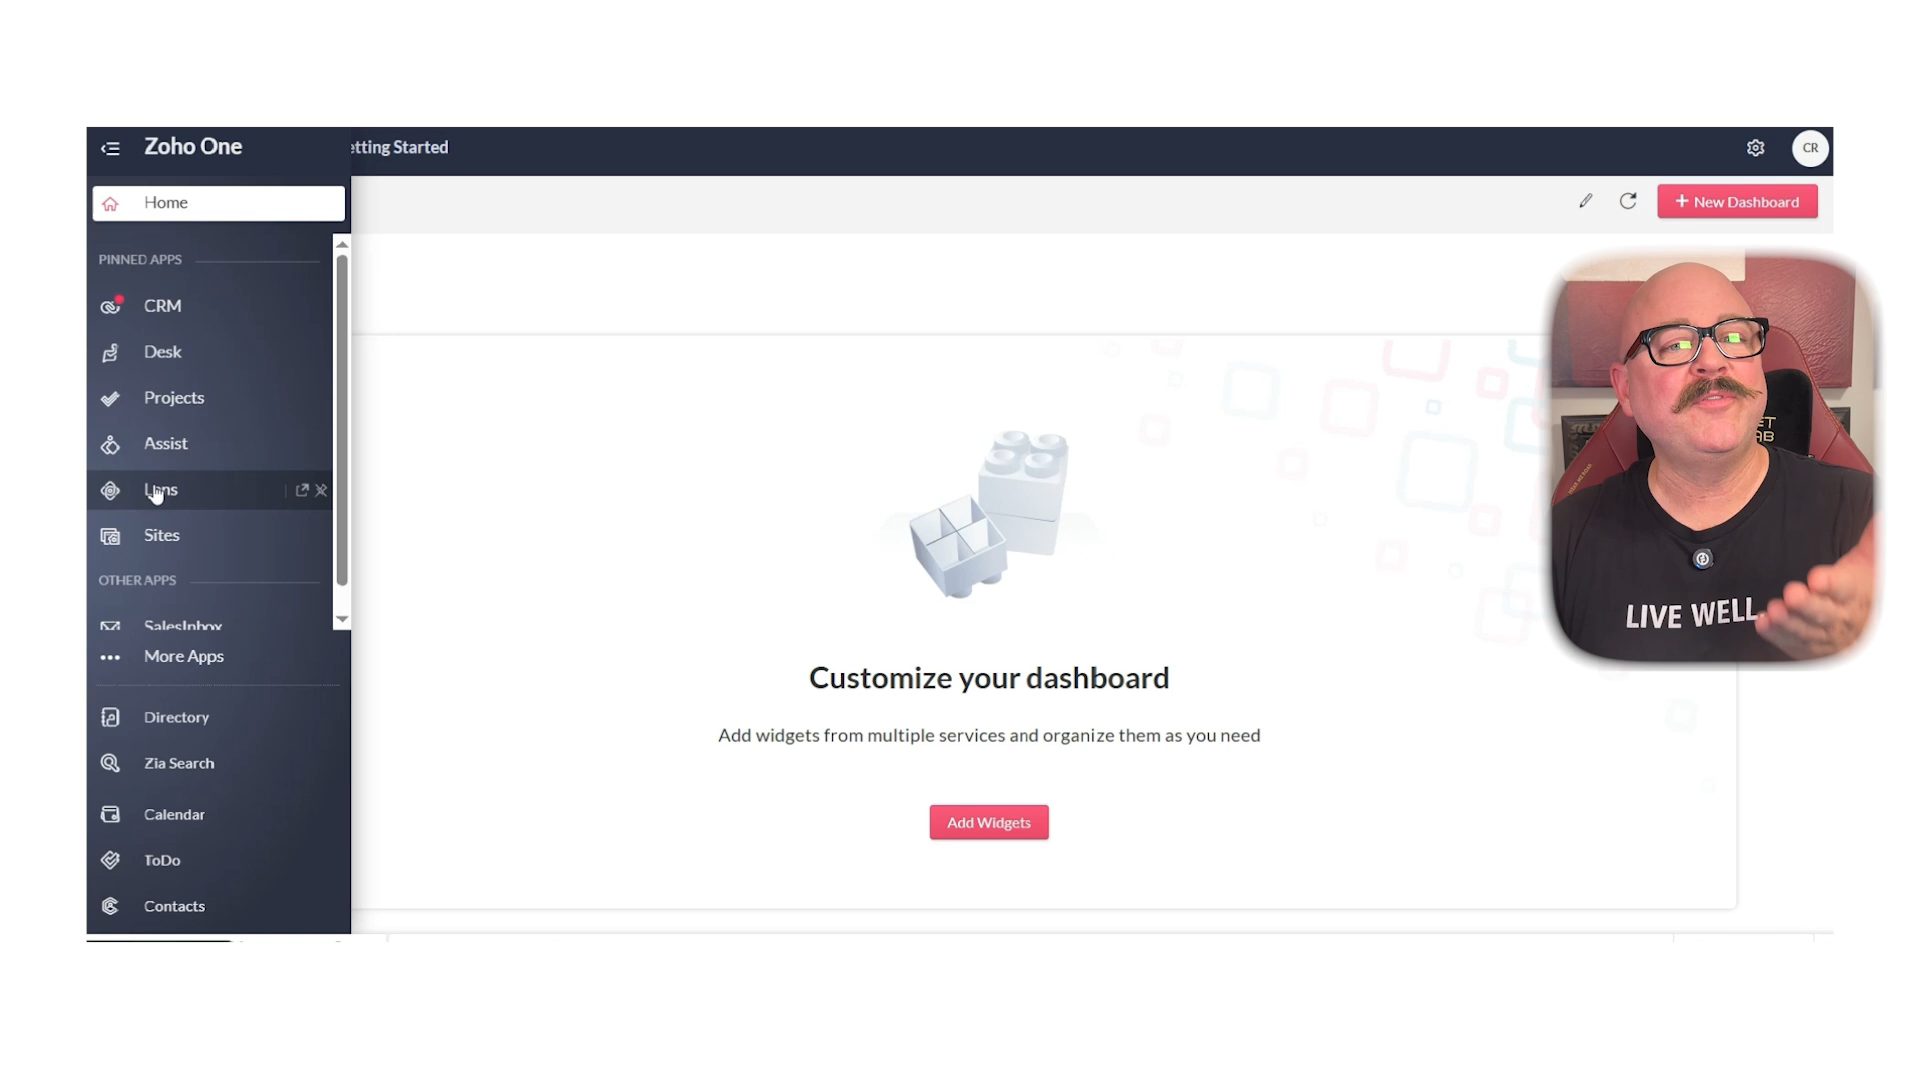 Zoho One
etting Started
CR
Home
+ New Dashboard
PINNED APPS
CRM
Desk
Projects
Assist
Sites
OTHER APPS
SalesInbox
More Apps
Directory
Zia Search
Calendar
ToDo
Contacts
Customize your dashboard
Add widgets from multiple services and organize them as you need
Add Widgets
LIVE WELL.